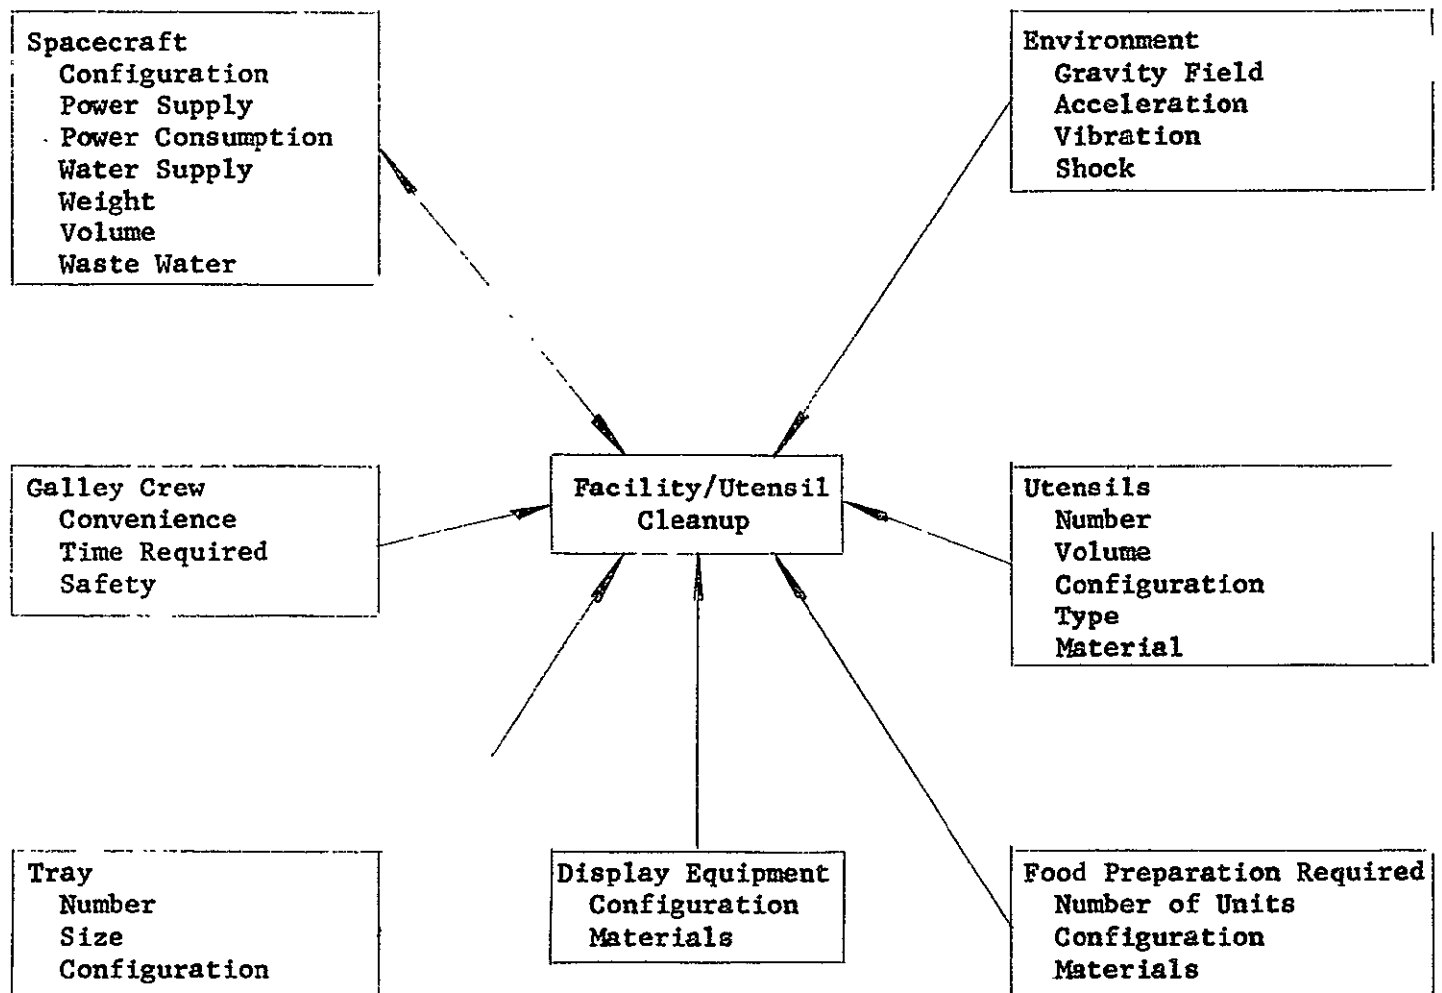 Spacecraft
Configuration
Power Supply
Power Consumption
Water Supply
Weight
Volume
Waste Water
Environment
Gravity Field
Acceleration
Vibration
Shock
Galley Crew
Convenience
Time Required
Safety
Facility/Utensil
Cleanup
Utensils
Number
Volume
Configuration
Type
Material
Tray
Number
Size
Configuration
Display Equipment
Configuration
Materials
Food Preparation Required
Number of Units
Configuration
Materials